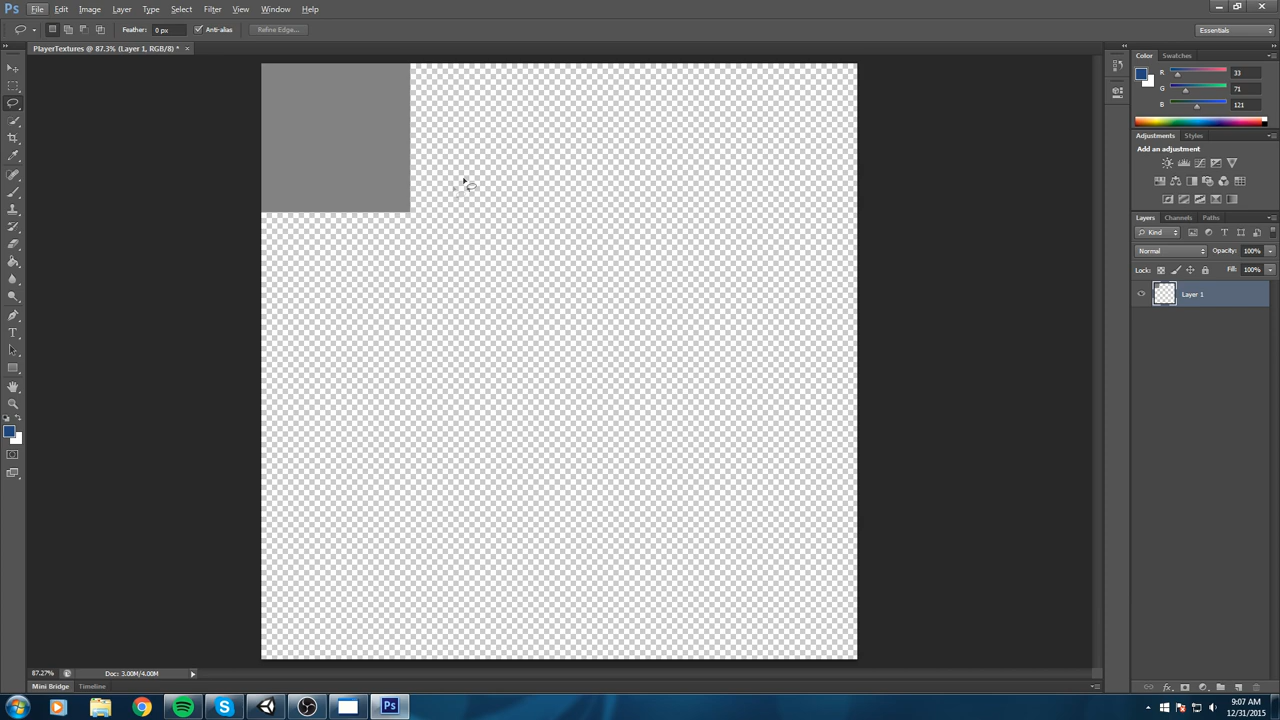 Ps File Edit Image Layer Type Select Filter View Window Help
Feather: 0 px Anti-alias Refine Edge... Essentials
PlayerTextures @ 87.3% (Layer 1, RGB/8) * ×
Color Swatches
R 33
G 71
B 121
Adjustments Styles
Add an adjustment
Layers Channels Paths
Kind
Normal Opacity: 100%
Lock: Fill: 100%
Layer 1
87.27% Doc: 3.00M/4.00M
Mini Bridge Timeline
Ps
9:07 AM
12/31/2015